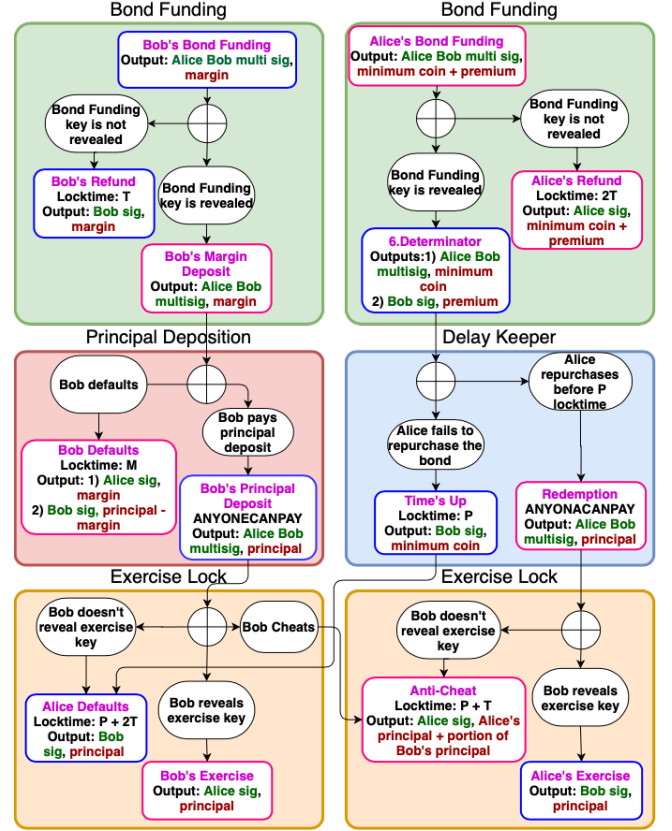 Bond Funding
Bob's Bond Funding
Output: Alice Bob multi sig,
margin
Bond Funding
key is not
revealed
Bob's Refund
Locktime: T
Output: Bob sig,
margin
Bond Funding
key is revealed
Bob's Margin
Deposit
Output: Alice Bob
multisig, margin
Bond Funding
Alice's Bond Funding
Output: Alice Bob multi sig,
minimum coin + premium
Bond Funding
key is not
revealed
Bond Funding
key is revealed
Alice's Refund
Locktime: 2T
Output: Alice sig,
minimum coin +
premium
6.Determinator
Outputs:1) Alice Bob
multisig, minimum
coin
2) Bob sig, premium
Principal Deposition
Bob defaults
Bob pays
principal
deposit
Bob Defaults
Locktime: M
Output: 1) Alice sig,
margin
2) Bob sig, principal -
margin
Bob's Principal
Deposit
ANYONECANPAY
Output: Alice Bob
multisig, principal
Delay Keeper
Alice
repurchases
before P
locktime
Alice fails to
repurchase the
bond
Time's Up
Locktime: P
Output: Bob sig,
minimum coin
Redemption
ANYONACANPAY
Output: Alice Bob
multisig, principal
Exercise Lock
Bob doesn't
reveal exercise
key
Bob Cheats
Alice Defaults
Locktime: P + 2T
Output: Bob
sig, principal
Bob reveals
exercise key
Bob's Exercise
Output: Alice sig,
principal
Exercise Lock
Bob doesn't
reveal exercise
key
Anti-Cheat
Locktime: P + T
Output: Alice sig, Alice's
principal + portion of
Bob's principal
Bob reveals
exercise key
Alice's Exercise
Output: Bob sig,
principal